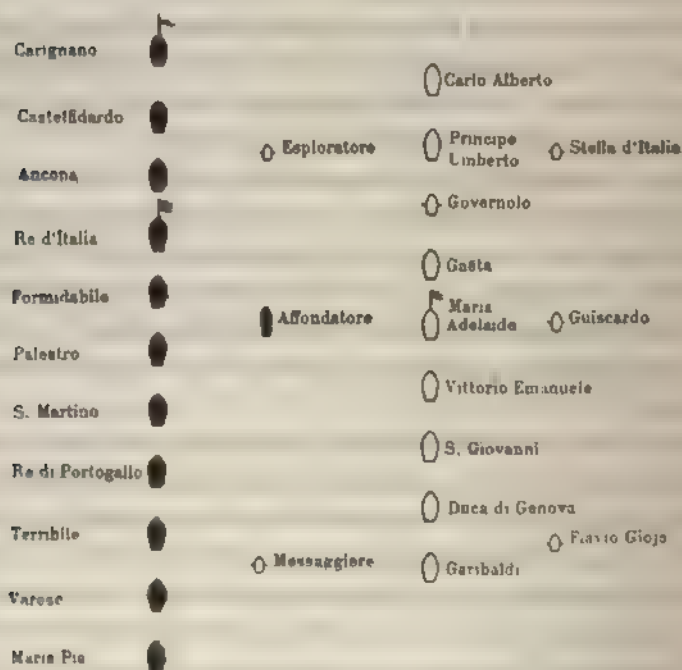 Carignano
Castelfidardo
Ancona
Re d'Italia
Formidabile
Palestro
S. Martino
Re di Portogallo
Terribile
Varese
Maria Pia
Esploratore
Affondatore
Messaggiere
Carlo Alberto
Principe
Umberto
Governolo
Gaëta
Maria
Adelaide
Vittorio Emanuele
S. Giovanni
Duca di Genova
Garibaldi
Stella d'Italia
Guiscardo
Flavio Gioja